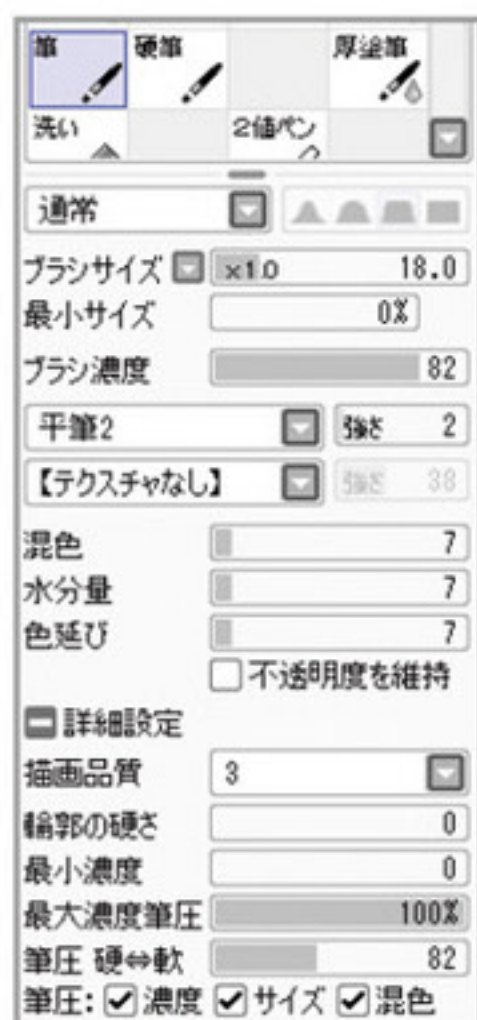 筆 硬筆 厚塗筆
洗い 2値ペン
通常
ブラシサイズ ×1.0 18.0
最小サイズ 0%
ブラシ濃度 82
平筆2 強さ 2
【テクスチャなし】 強さ 38
混色 7
水分量 7
色延び 7
不透明度を維持
詳細設定
描画品質 3
輪郭の硬さ 0
最小濃度 0
最大濃度筆圧 100%
筆圧 硬⇔軟 82
筆圧: 濃度 サイズ 混色